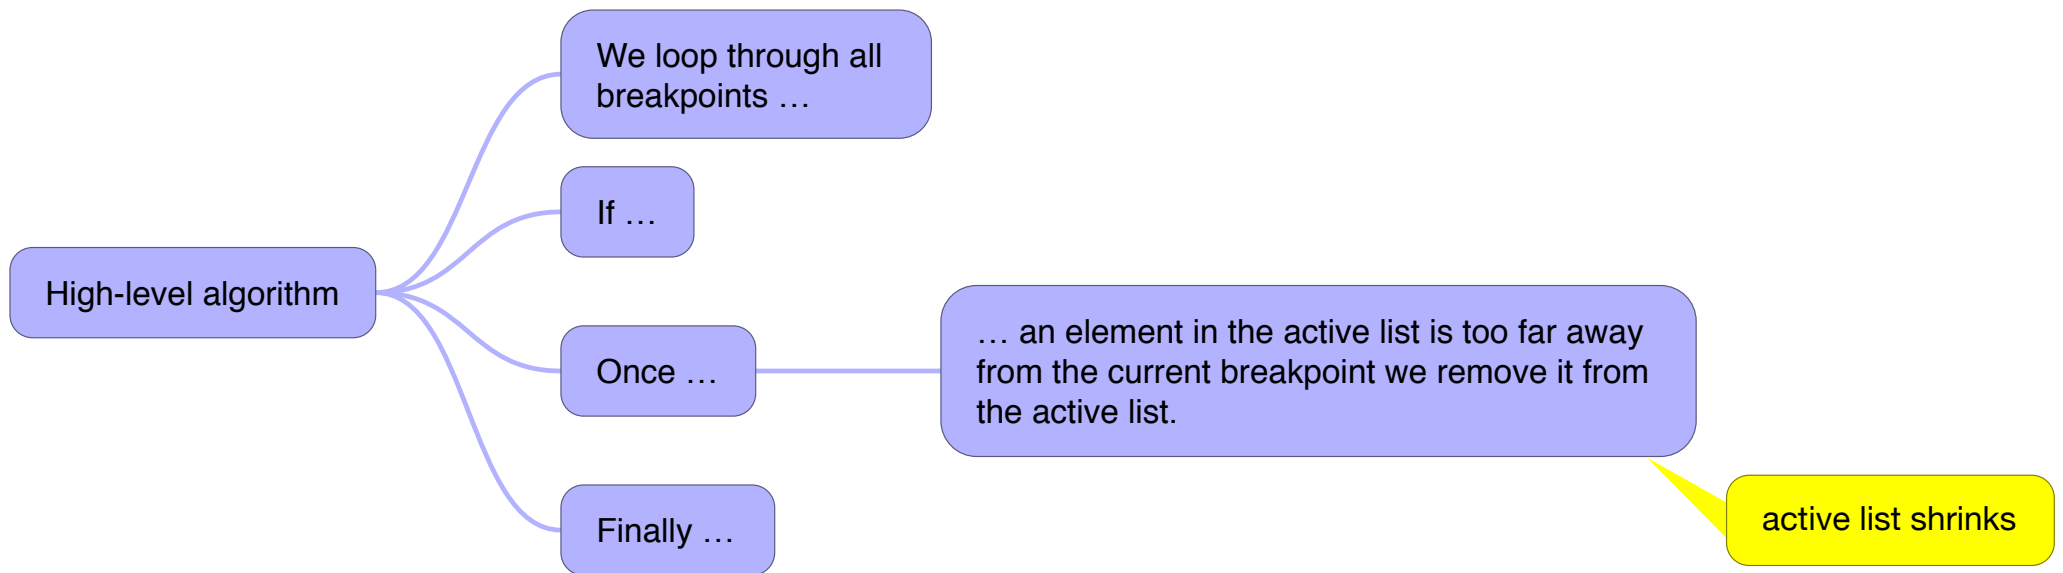 We loop through all
breakpoints …
If …
High-level algorithm
Once …
… an element in the active list is too far away
from the current breakpoint we remove it from
the active list.
active list shrinks
Finally …